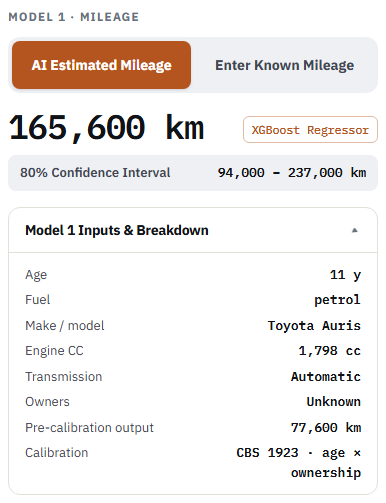 MODEL 1 · MILEAGE
AI Estimated Mileage
Enter Known Mileage
165,600 km
XGBoost Regressor
80% Confidence Interval
94,000 – 237,000 km
Model 1 Inputs & Breakdown
Age
11 y
Fuel
petrol
Make / model
Toyota Auris
Engine CC
1,798 cc
Transmission
Automatic
Owners
Unknown
Pre-calibration output
77,600 km
Calibration
CBS 1923 · age ×
ownership